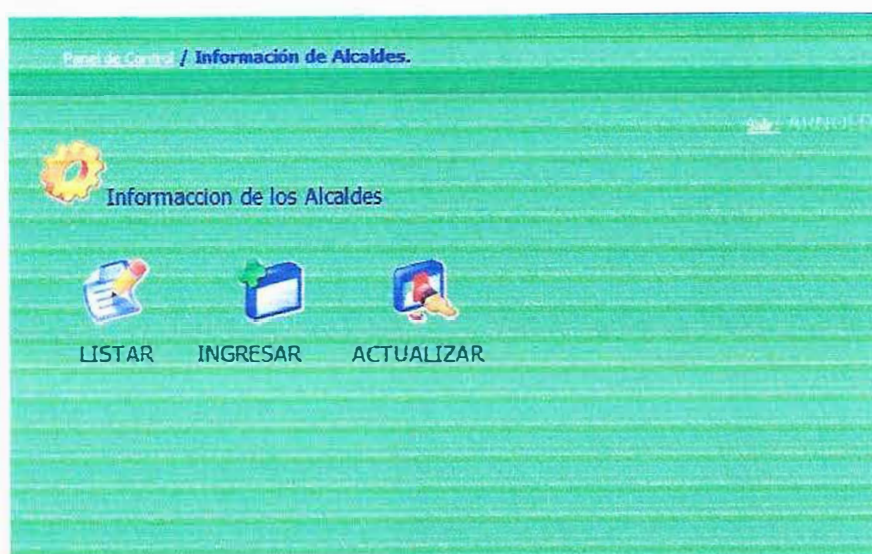 Panel de Control / Información de Alcaldes.
Informaccion de los Alcaldes
LISTAR INGRESAR ACTUALIZAR